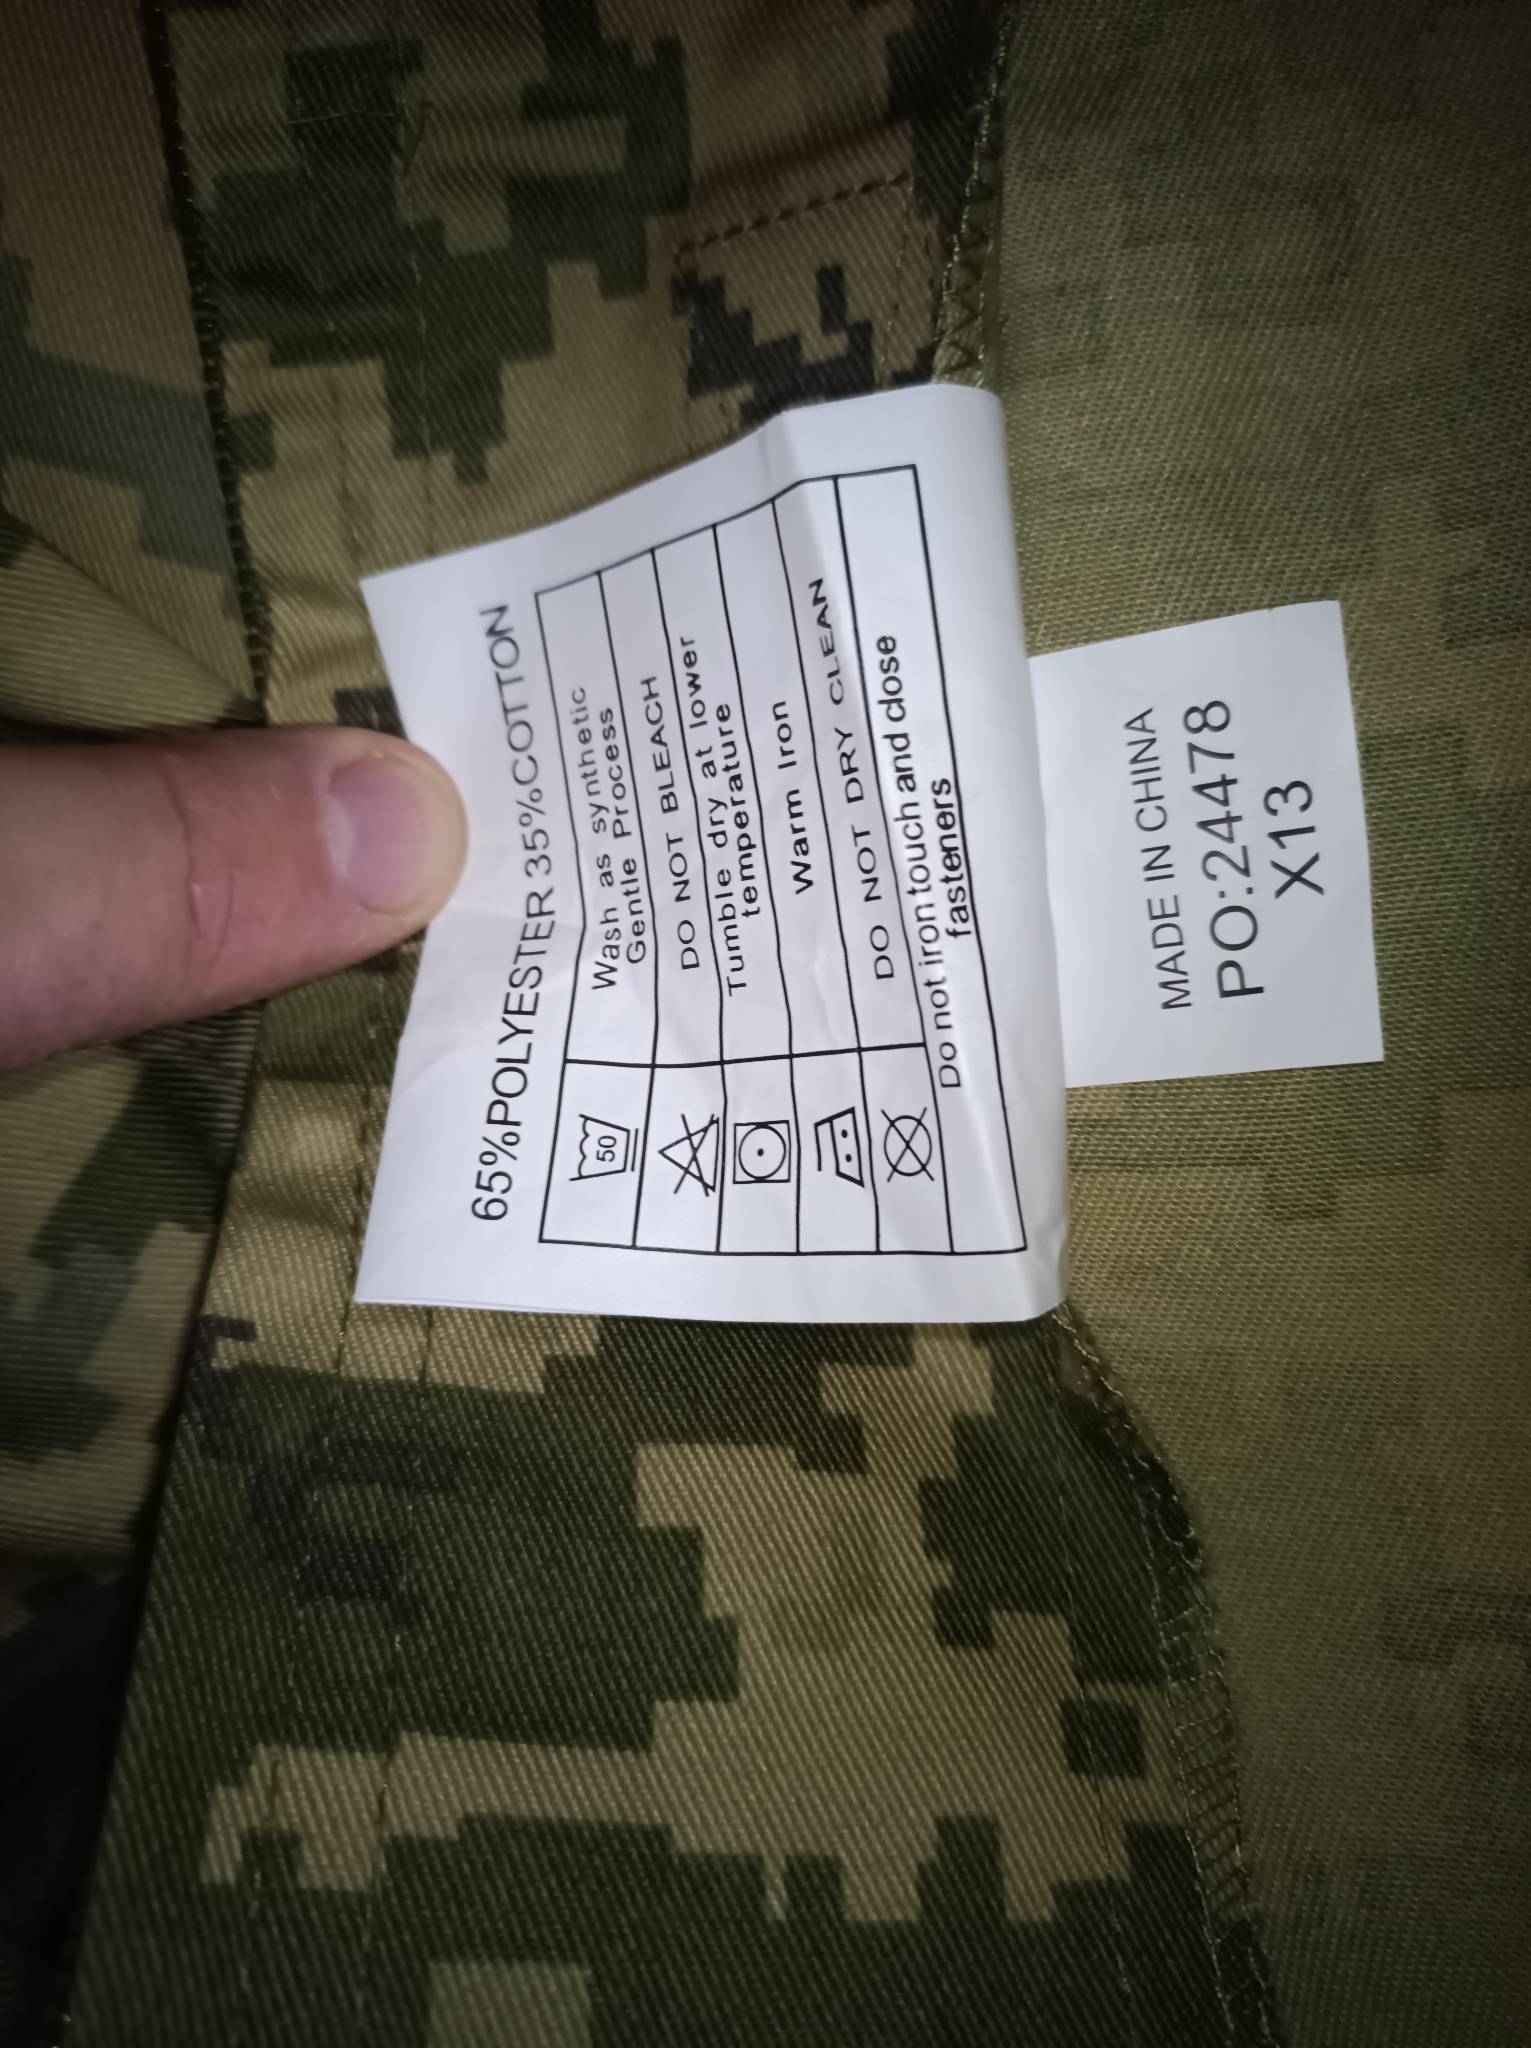 65%POLYESTER 35%COTTON
50
Wash as synthetic
Gentle Process
DO NOT BLEACH
Tumble dry at lower
temperature
Warm Iron
DO NOT DRY CLEAN
Do not iron touch and close
fasteners
MADE IN CHINA
PO:24478
X13